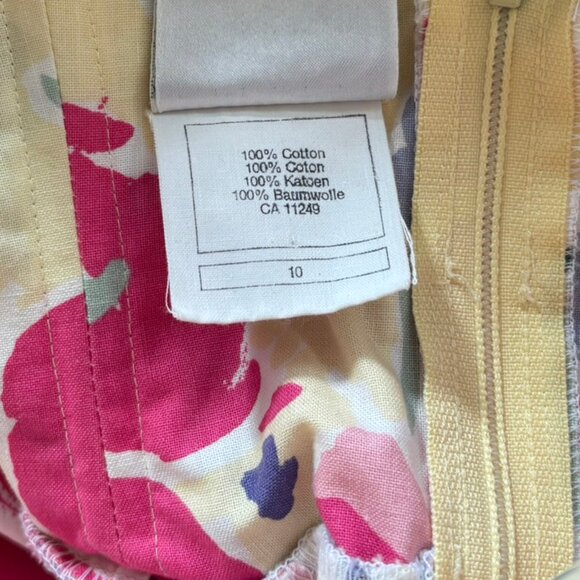 100% Cotton
100% Coton
100% Katoen
100% Baumwolle
CA 11249
10